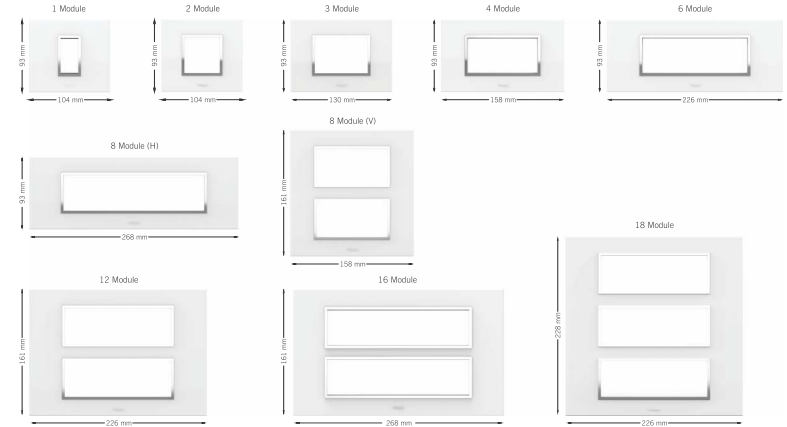 1 Module
2 Module
3 Module
4 Module
6 Module
93 mm
93 mm
93 mm
93 mm
93 mm
104 mm
104 mm
130 mm
158 mm
226 mm
8 Module (H)
8 Module (V)
93 mm
161 mm
268 mm
158 mm
12 Module
16 Module
18 Module
161 mm
161 mm
228 mm
226 mm
268 mm
226 mm